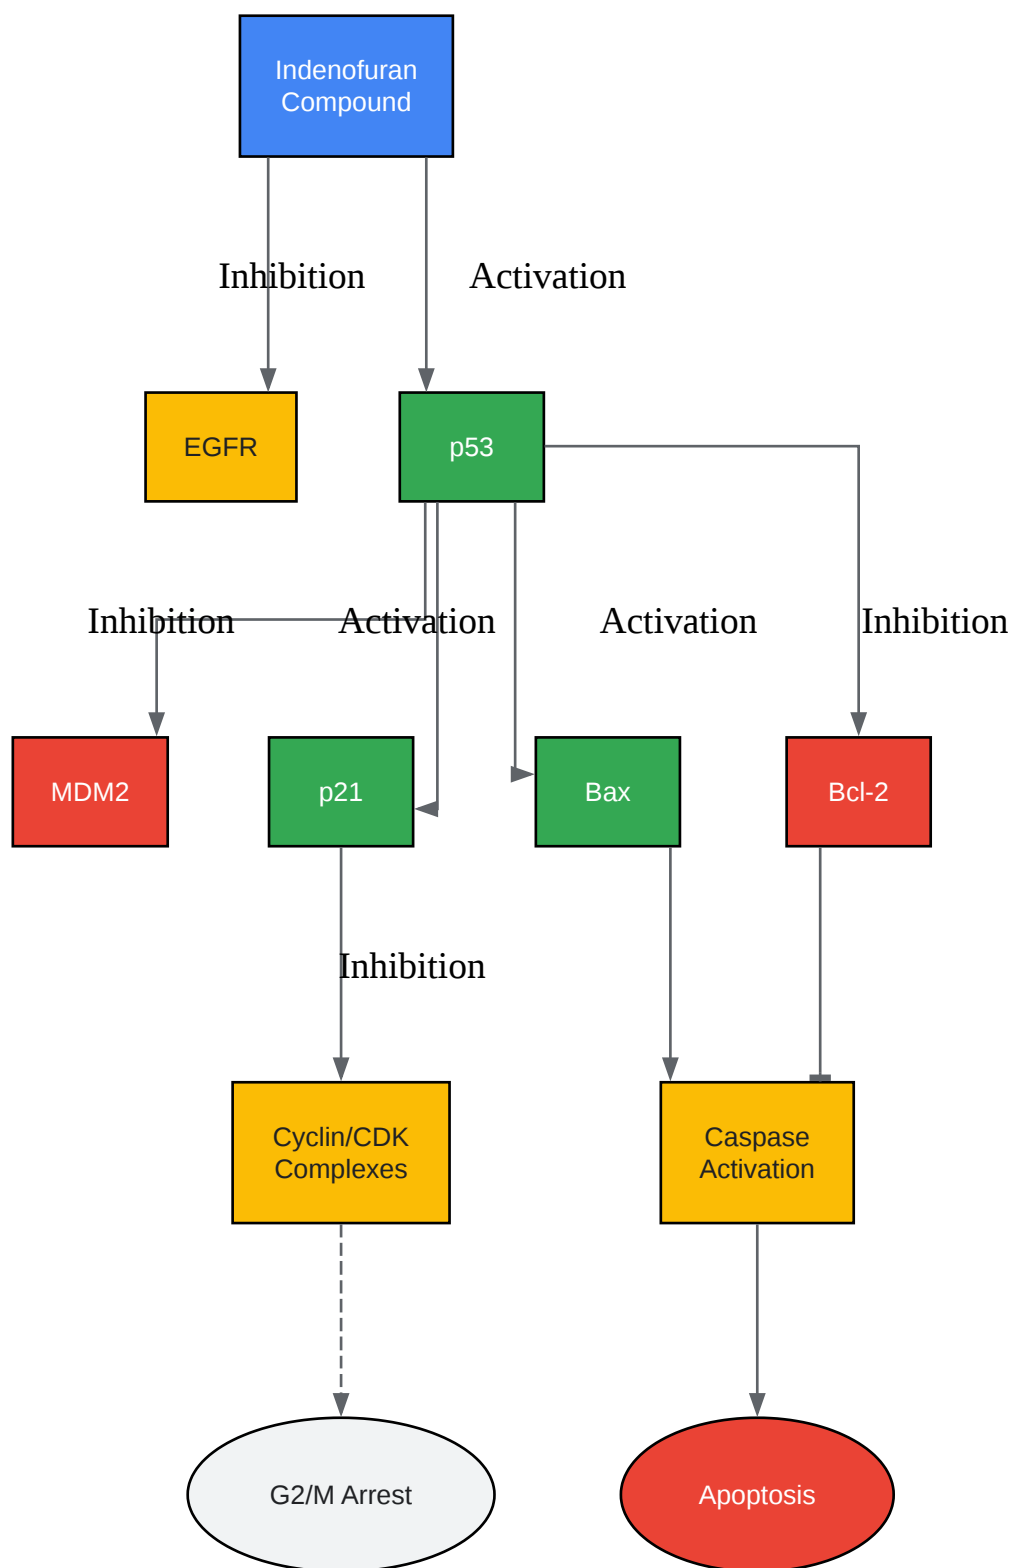 Indenofuran
Compound
Inhibition
Activation
EGFR
p53
Inhibition
Activation
Activation
Inhibition
MDM2
p21
Bax
Bcl-2
Inhibition
Cyclin/CDK
Complexes
Caspase
Activation
G2/M Arrest
Apoptosis